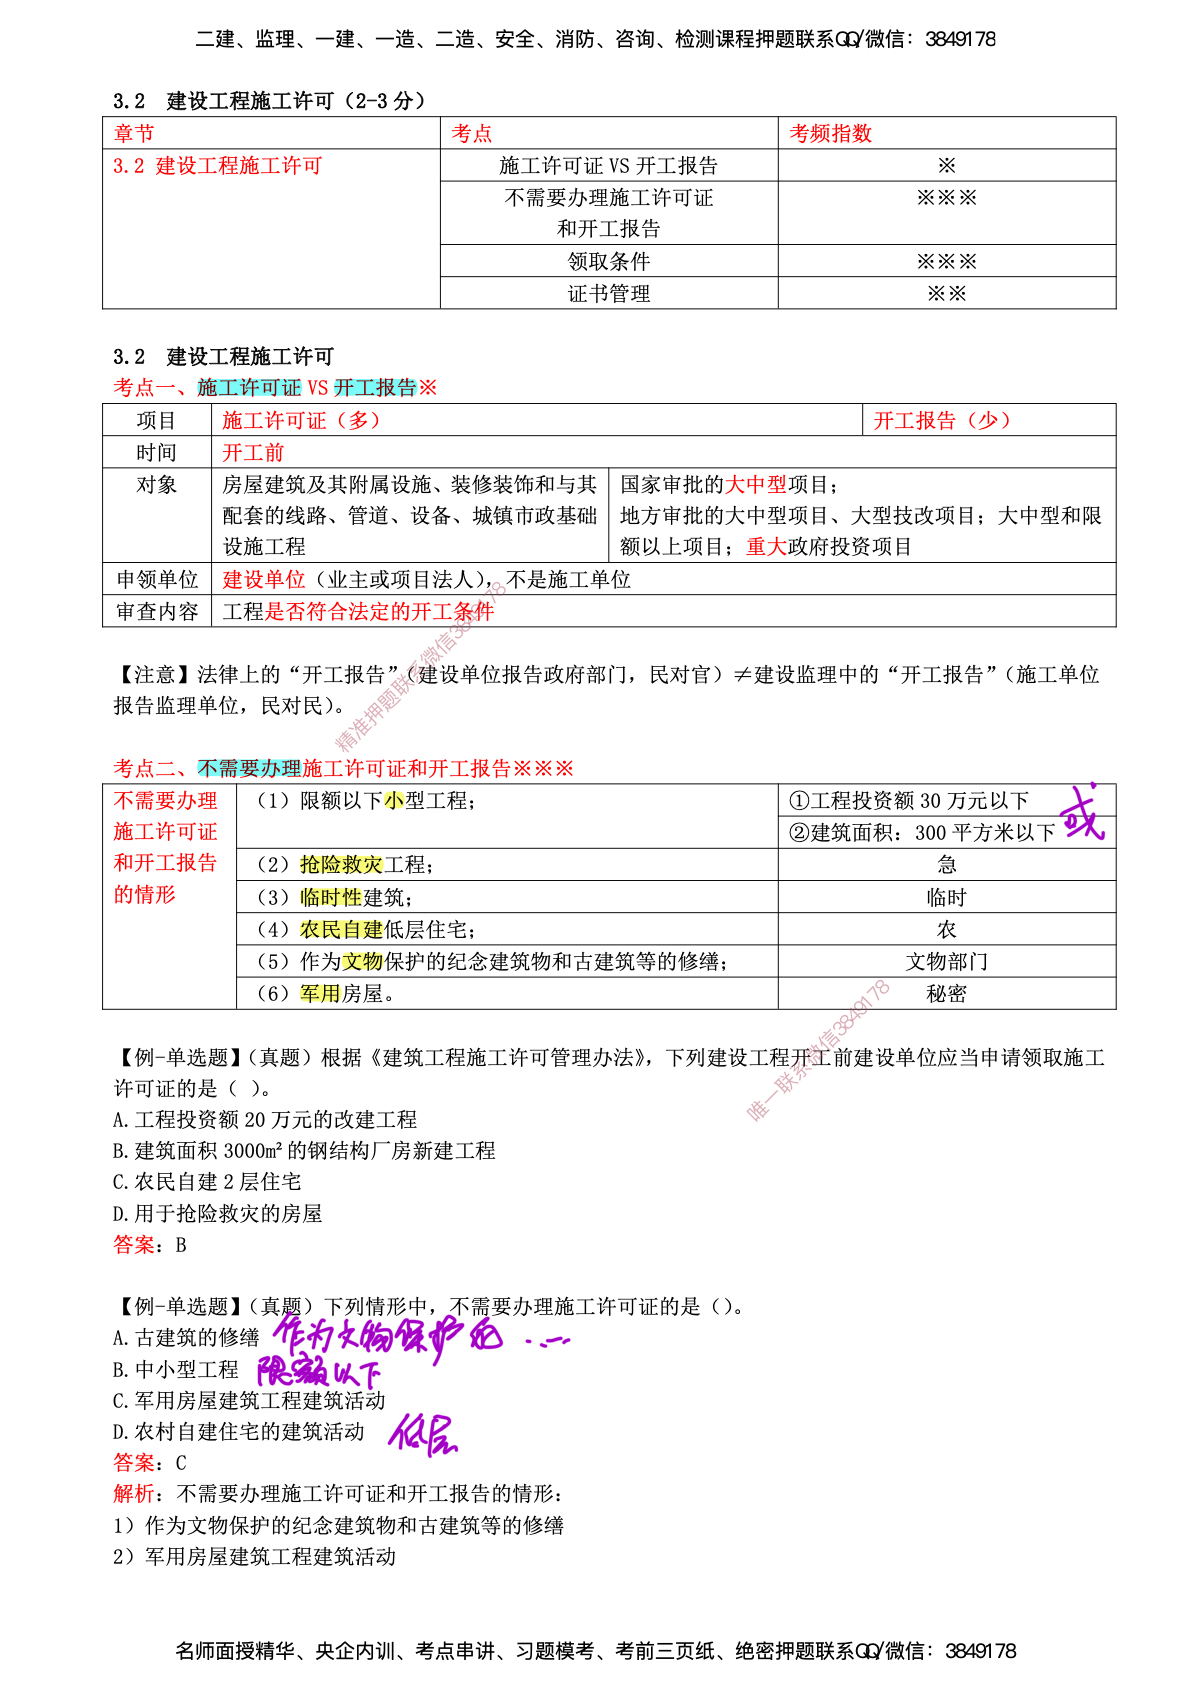 二建、监理、一建、一造、二造、安全、消防、咨询、检测课程押题联系QQ/微信：3849178
3.2 建设工程施工许可（2-3 分）
章节 考点 考频指数
3.2 建设工程施工许可 施工许可证 VS 开工报告 ※
不需要办理施工许可证 ※※※
和开工报告
领取条件 ※※※
证书管理 ※※
3.2 建设工程施工许可
考点一、施工许可证 VS 开工报告※
项目 施工许可证（多） 开工报告（少）
时间 开工前
对象 房屋建筑及其附属设施、装修装饰和与其 国家审批的大中型项目；
配套的线路、管道、设备、城镇市政基础 地方审批的大中型项目、大型技改项目；大中型和限
设施工程 额以上项目；重大政府投资项目
申领单位 建设单位（业主或项目法人），不是施工单位
审查内容 工程是否符合法定的开工条件
精准押题联系微信3849178
【注意】法律上的“开工报告”（建设单位报告政府部门，民对官）≠建设监理中的“开工报告”（施工单位
报告监理单位，民对民）。
考点二、不需要办理施工许可证和开工报告※※※
不需要办理 （1）限额以下小型工程； ①工程投资额 30 万元以下 或
施工许可证 ②建筑面积：300 平方米以下
和开工报告 （2）抢险救灾工程； 急
的情形 （3）临时性建筑； 临时
（4）农民自建低层住宅； 农
（5）作为文物保护的纪念建筑物和古建筑等的修缮； 文物部门
（6）军用房屋。 秘密
唯一联系微信3849178
【例-单选题】（真题）根据《建筑工程施工许可管理办法》，下列建设工程开工前建设单位应当申请领取施工
许可证的是（ ）。
A.工程投资额 20 万元的改建工程
B.建筑面积 3000m² 的钢结构厂房新建工程
C.农民自建 2 层住宅
D.用于抢险救灾的房屋
答案：B
【例-单选题】（真题）下列情形中，不需要办理施工许可证的是（）。
A.古建筑的修缮 作为文物保护的……
B.中小型工程 限额以下
C.军用房屋建筑工程建筑活动
D.农村自建住宅的建筑活动 低层
答案：C
解析：不需要办理施工许可证和开工报告的情形：
1）作为文物保护的纪念建筑物和古建筑等的修缮
2）军用房屋建筑工程建筑活动
名师面授精华、央企内训、考点串讲、习题模考、考前三页纸、绝密押题联系QQ/微信：3849178